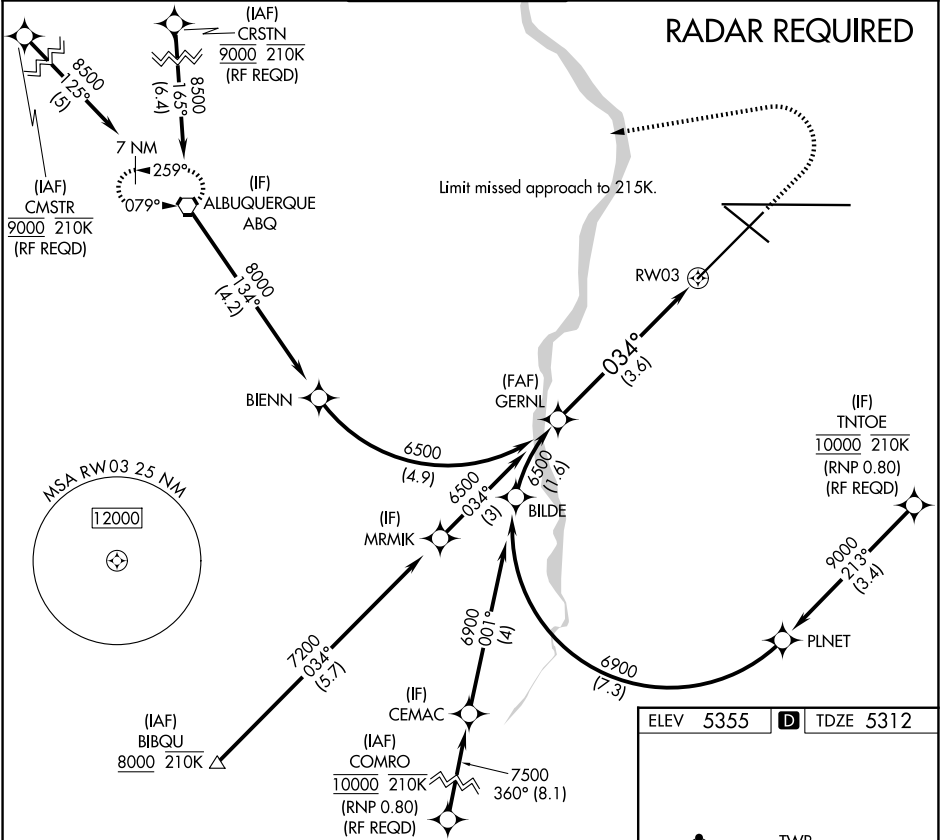 RADAR REQUIRED
(IAF)
CRSTN
9000 210K
(RF REQD)
8500
125°
(5)
8500
165°
(6.4)
7 NM
259°
079°
(IF)
ALBUQUERQUE
ABQ
(IAF)
CMSTR
9000 210K
(RF REQD)
Limit missed approach to 215K.
8000
134°
(4.2)
RW03
034°
(3.6)
(FAF)
GERNL
BIENN
6500
(4.9)
6500
(1.6)
6500
034°
(3)
BILDE
(IF)
MRMIK
(IF)
TNTOE
10000 210K
(RNP 0.80)
(RF REQD)
9000
213°
(3.4)
PLNET
MSA RW03 25 NM
12000
7200
034°
(5.7)
6900
001°
(4)
6900
(7.3)
(IF)
CEMAC
(IAF)
BIBQU
8000 210K
(IAF)
COMRO
10000 210K
(RNP 0.80)
(RF REQD)
7500
360° (8.1)
ELEV 5355 D TDZE 5312
TWR